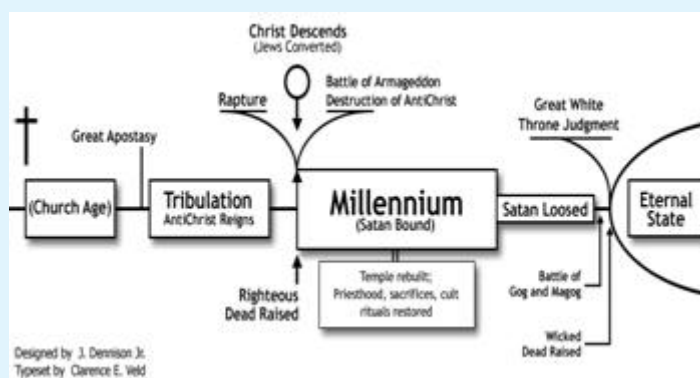 Christ Descends
(Jews Converted)
Rapture
Battle of Armageddon
Destruction of AntiChrist
Great White
Throne Judgment
Great Apostasy
(Church Age)
Tribulation
AntiChrist Reigns
Millennium
(Satan Bound)
Satan Loosed
Eternal
State
Righteous
Dead Raised
Temple rebuilt;
Priesthood, sacrifices, cult
rituals restored
Battle of
Gog and Magog
Wicked
Dead Raised
Designed by J. Dennison Jr.
Typeset by Clarence E. Veld